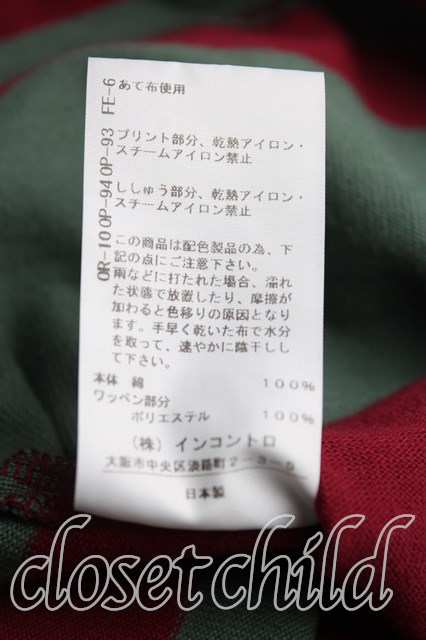 あて布使用
プリント部分、乾熱アイロン・
スチームアイロン禁止
ししゅう部分、乾熱アイロン・
スチームアイロン禁止
この商品は配色製品の為、下
記の点にご注意下さい。
雨などに打たれた場合、濡れ
た状態で放置したり、摩擦が
加わると色移りの原因となり
ます。手早く乾いた布で水分
を取って、速やかに陰干しし
て下さい。
本体 綿 100%
ワッペン部分
ポリエステル 100%
(株)インコントロ
大阪市中央区淡路町2-3-5
日本製
OR-100P-940P-93 FE-6
closet child